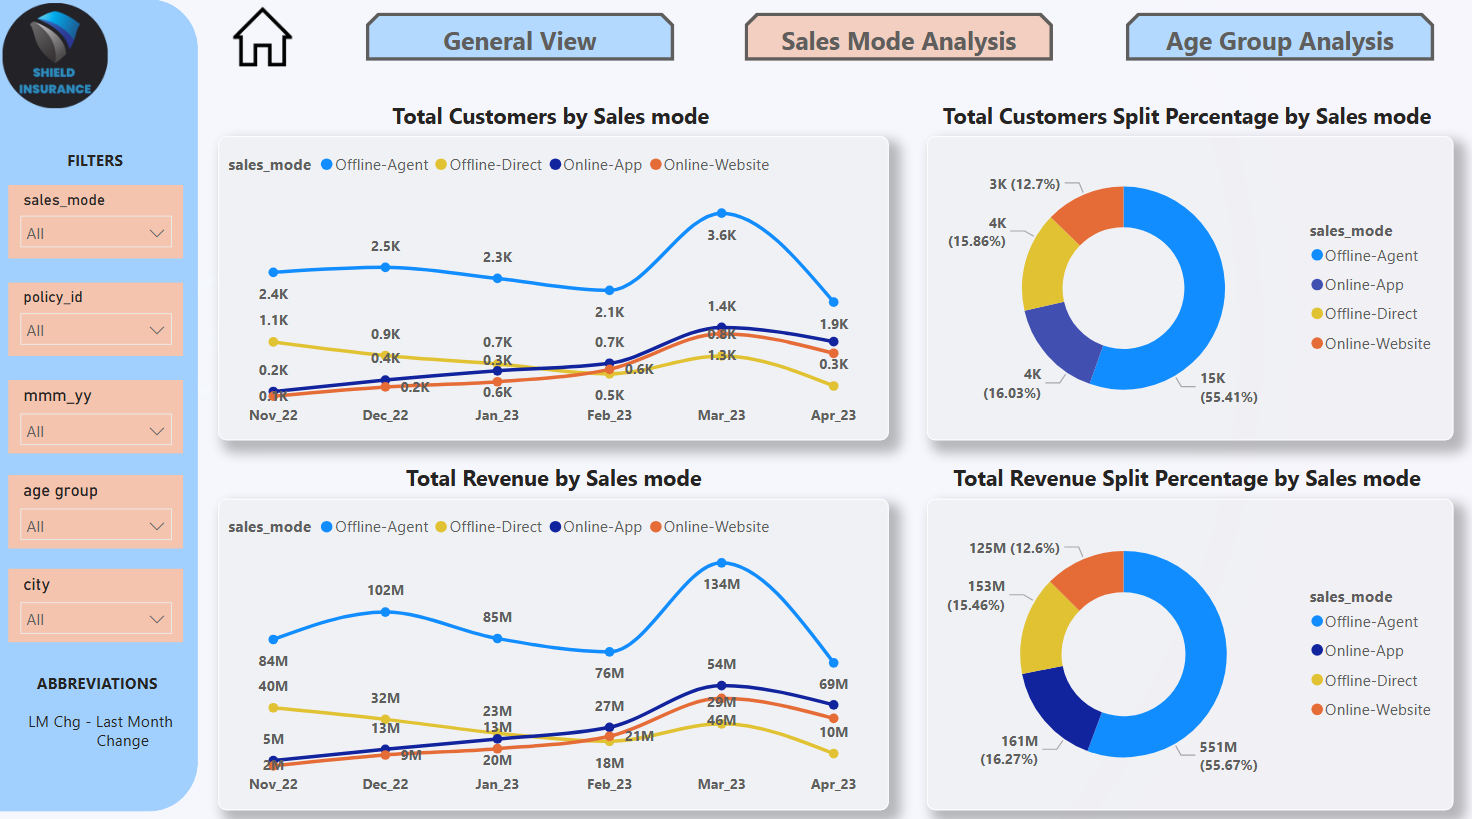 SHIELD
INSURANCE
General View
Sales Mode Analysis
Age Group Analysis
FILTERS
sales_mode
All
policy_id
All
mmm_yy
All
age group
All
city
All
ABBREVIATIONS
LM Chg - Last Month
Change
Total Customers by Sales mode
sales_mode Offline-Agent Offline-Direct Online-App Online-Website
2.4K
2.5K
2.3K
2.1K
3.6K
1.9K
1.1K
0.9K
0.7K
0.5K
1.3K
0.3K
0.2K
0.4K
0.3K
0.7K
1.4K
0.1K
0.2K
0.6K
0.6K
0.8K
Nov_22 Dec_22 Jan_23 Feb_23 Mar_23 Apr_23
Total Customers Split Percentage by Sales mode
3K (12.7%)
4K
(15.86%)
4K
(16.03%)
15K
(55.41%)
sales_mode
Offline-Agent
Online-App
Offline-Direct
Online-Website
Total Revenue by Sales mode
sales_mode Offline-Agent Offline-Direct Online-App Online-Website
84M
102M
85M
76M
134M
69M
40M
32M
23M
18M
46M
10M
5M
13M
13M
27M
54M
2M
9M
20M
21M
29M
Nov_22 Dec_22 Jan_23 Feb_23 Mar_23 Apr_23
Total Revenue Split Percentage by Sales mode
125M (12.6%)
153M
(15.46%)
161M
(16.27%)
551M
(55.67%)
sales_mode
Offline-Agent
Online-App
Offline-Direct
Online-Website